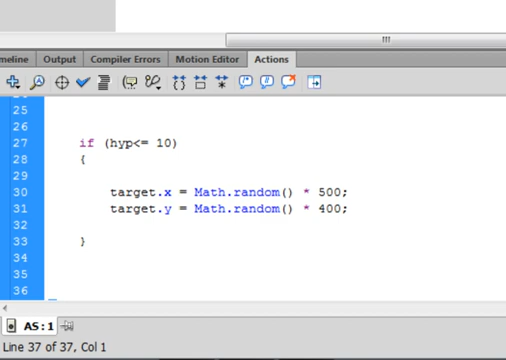 meline Output Compiler Errors Motion Editor Actions
25
26
27 if (hyp<= 10)
28 {
29
30 target.x = Math.random() * 500;
31 target.y = Math.random() * 400;
32
33 }
34
35
36
AS:1
Line 37 of 37, Col 1